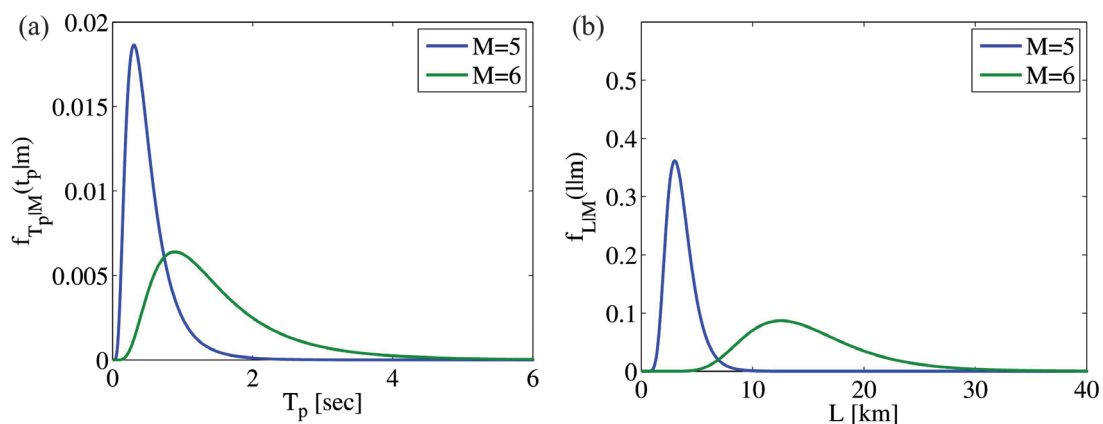 (a)
0.02
0.015
0.01
0.005
0
f_{T_p|M}(t_p|m)
M=5
M=6
0 2 4 6
T_p [sec]
(b)
0.5
0.4
0.3
0.2
0.1
0
f_{L|M}(l|m)
M=5
M=6
0 10 20 30 40
L [km]